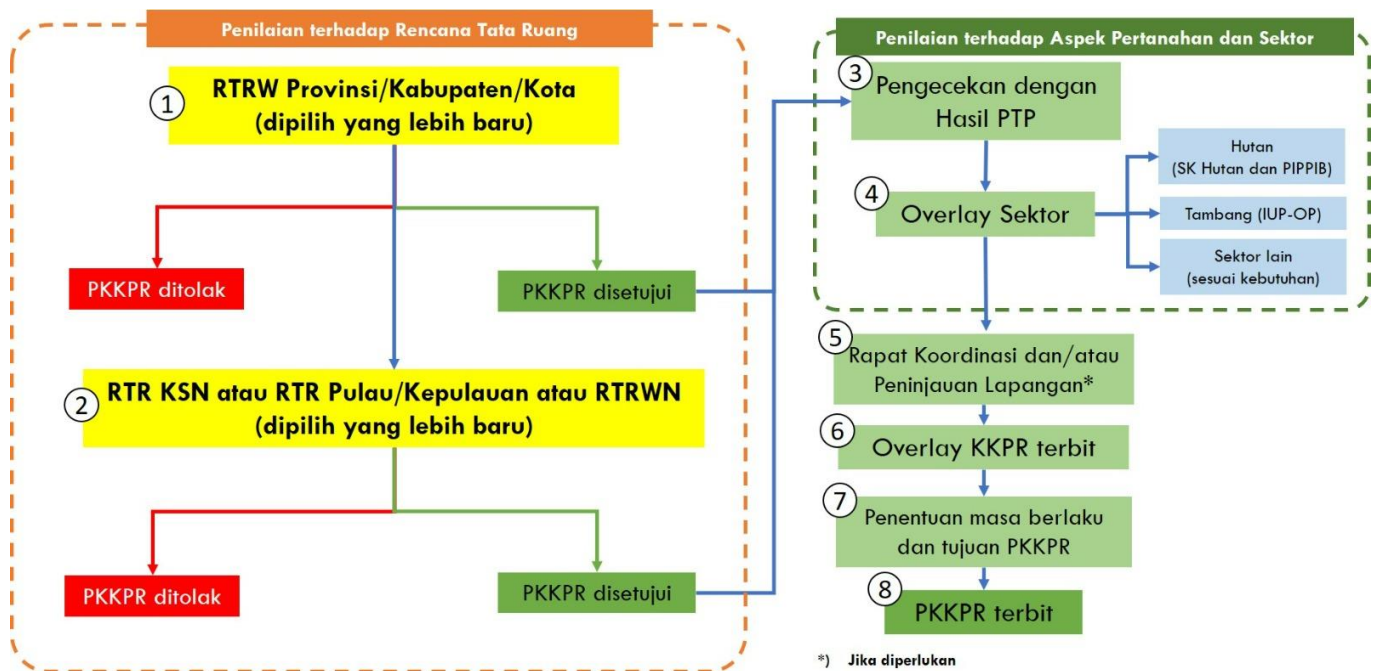 Penilaian terhadap Rencana Tata Ruang
1
RTRW Provinsi/Kabupaten/Kota
(dipilih yang lebih baru)
PKKPR ditolak
PKKPR disetujui
2
RTR KSN atau RTR Pulau/Kepulauan atau RTRWN
(dipilih yang lebih baru)
PKKPR ditolak
PKKPR disetujui
Penilaian terhadap Aspek Pertanahan dan Sektor
3
Pengecekan dengan
Hasil PTP
4
Overlay Sektor
Hutan
(SK Hutan dan PIPPIB)
Tambang (IUP-OP)
Sektor lain
(sesuai kebutuhan)
5
Rapat Koordinasi dan/atau
Peninjauan Lapangan*
6
Overlay KKPR terbit
7
Penentuan masa berlaku
dan tujuan PKKPR
8
PKKPR terbit
*) Jika diperlukan